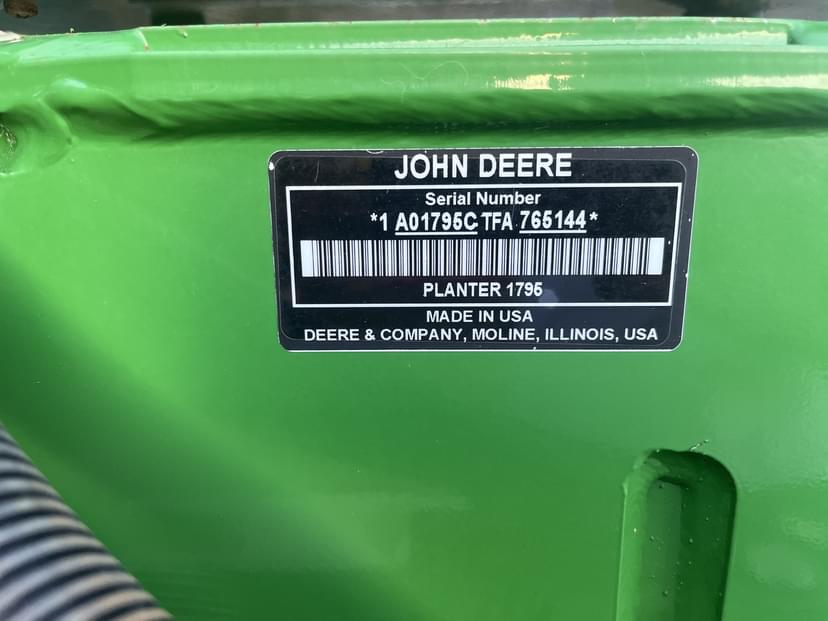 JOHN DEERE
Serial Number
*1 A01795C TFA 765144*
PLANTER 1795
MADE IN USA
DEERE & COMPANY, MOLINE, ILLINOIS, USA